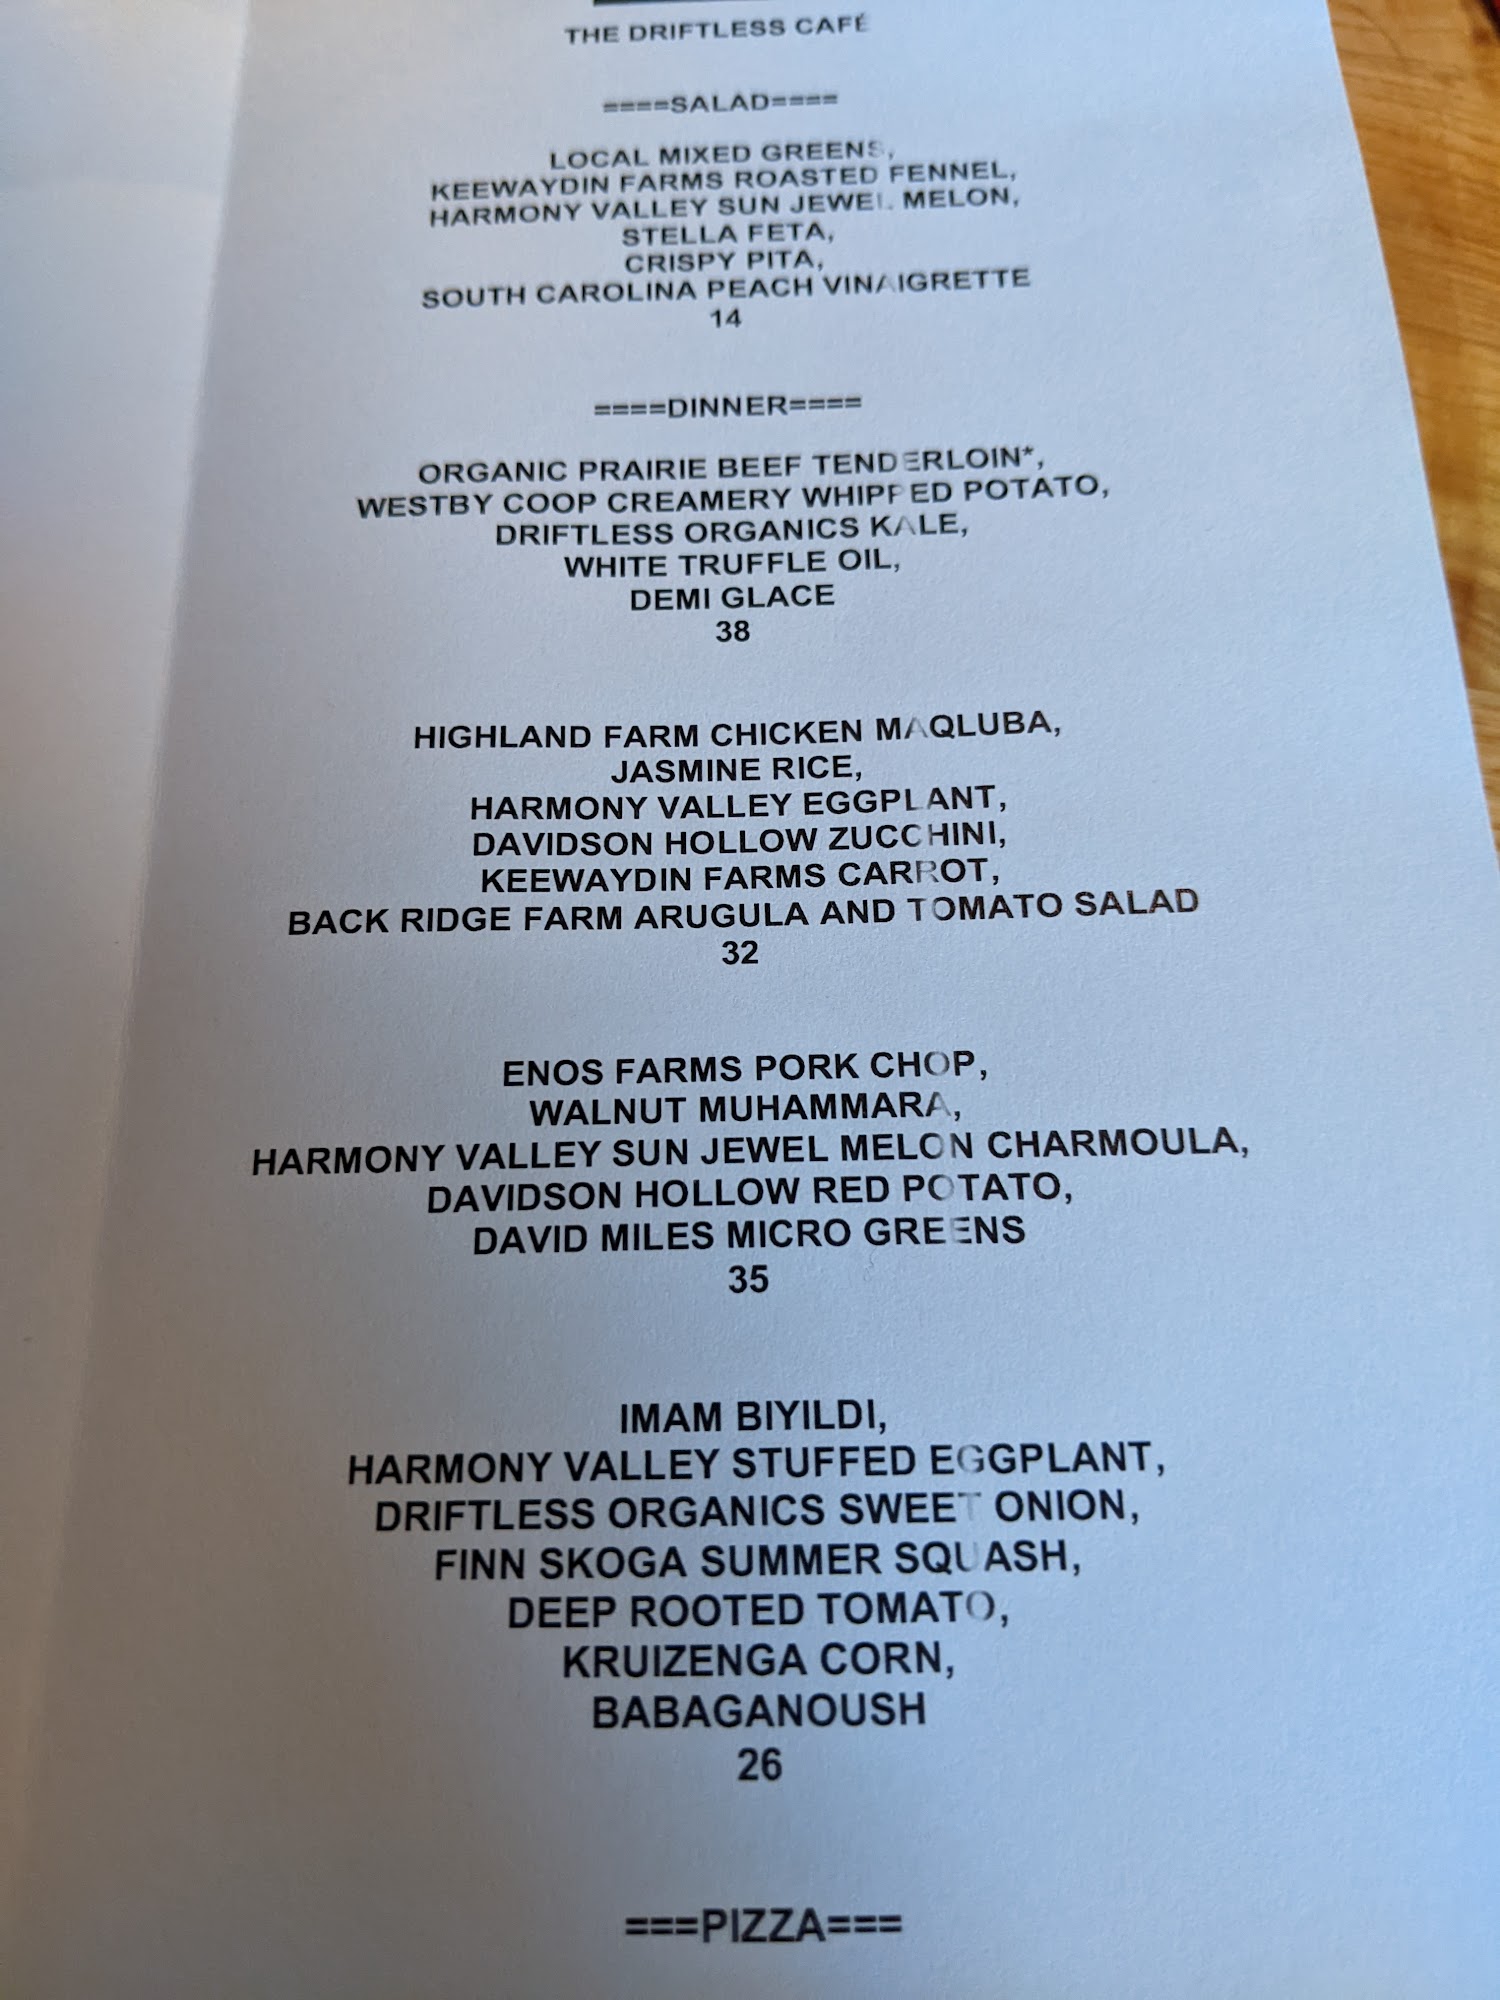 THE DRIFTLESS CAFÉ
====SALAD====
LOCAL MIXED GREENS,
KEEWAYDIN FARMS ROASTED FENNEL,
HARMONY VALLEY SUN JEWEL MELON,
STELLA FETA,
CRISPY PITA,
SOUTH CAROLINA PEACH VINAIGRETTE
14
====DINNER====
ORGANIC PRAIRIE BEEF TENDERLOIN*,
WESTBY COOP CREAMERY WHIPPED POTATO,
DRIFTLESS ORGANICS KALE,
WHITE TRUFFLE OIL,
DEMI GLACE
38
HIGHLAND FARM CHICKEN MAQLUBA,
JASMINE RICE,
HARMONY VALLEY EGGPLANT,
DAVIDSON HOLLOW ZUCCHINI,
KEEWAYDIN FARMS CARROT,
BACK RIDGE FARM ARUGULA AND TOMATO SALAD
32
ENOS FARMS PORK CHOP,
WALNUT MUHAMMARA,
HARMONY VALLEY SUN JEWEL MELON CHARMOULA,
DAVIDSON HOLLOW RED POTATO,
DAVID MILES MICRO GREENS
35
IMAM BIYILDI,
HARMONY VALLEY STUFFED EGGPLANT,
DRIFTLESS ORGANICS SWEET ONION,
FINN SKOGA SUMMER SQUASH,
DEEP ROOTED TOMATO,
KRUIZENGA CORN,
BABAGANOUSH
26
===PIZZA===